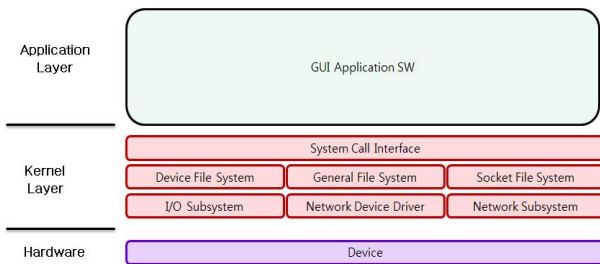 Application
Layer
GUI Application SW
Kernel
Layer
System Call Interface
Device File System
General File System
Socket File System
I/O Subsystem
Network Device Driver
Network Subsystem
Hardware
Device